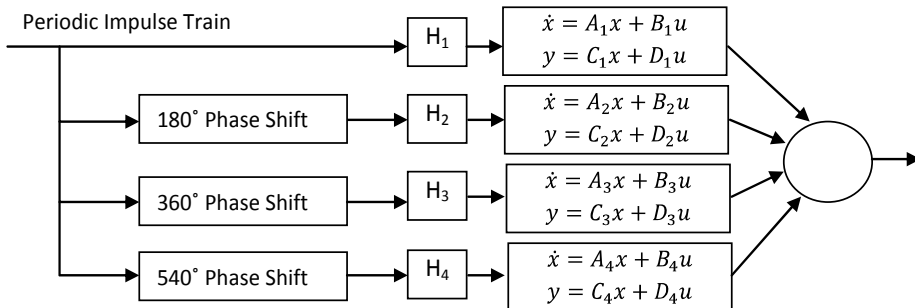 Periodic Impulse Train
H₁
ẋ = A₁x + B₁u
y = C₁x + D₁u
180˚ Phase Shift
H₂
ẋ = A₂x + B₂u
y = C₂x + D₂u
360˚ Phase Shift
H₃
ẋ = A₃x + B₃u
y = C₃x + D₃u
540˚ Phase Shift
H₄
ẋ = A₄x + B₄u
y = C₄x + D₄u